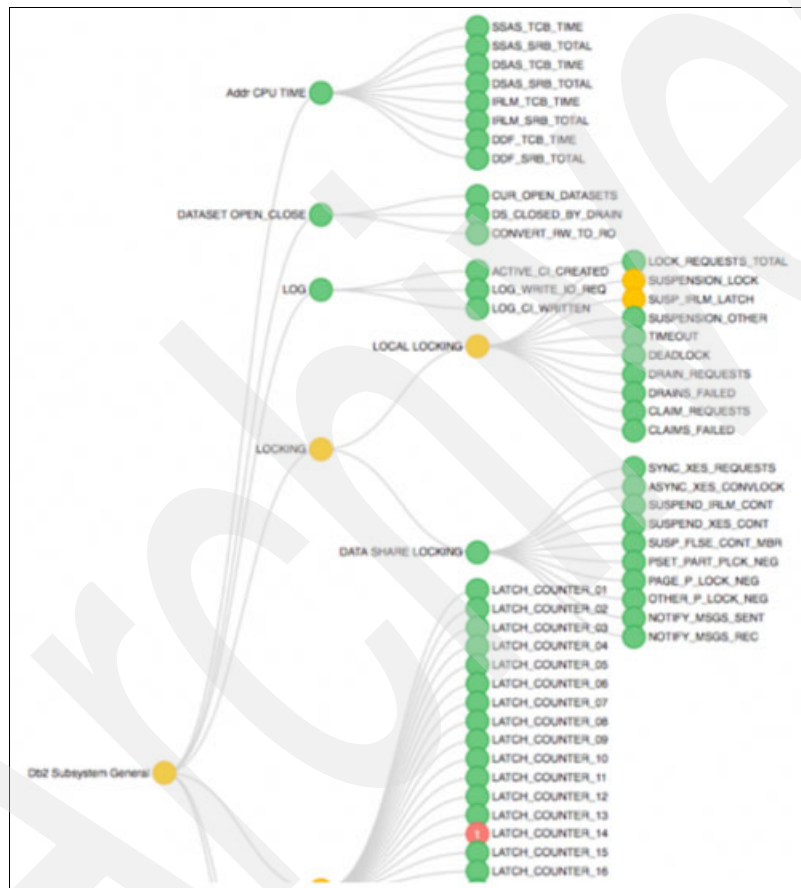 SSAS_TCB_TIME
SSAS_SRB_TOTAL
DSAS_TCB_TIME
DSAS_SRB_TOTAL
Addr CPU TIME
IRLM_TCB_TIME
IRLM_SRB_TOTAL
DDF_TCB_TIME
DDF_SRB_TOTAL
CUR_OPEN_DATASETS
DATASET OPEN_CLOSE
DS_CLOSED_BY_DRAIN
CONVERT_RW_TO_RO
LOG
ACTIVE_CI_CREATED
LOG_WRITE_IO_REQ
LOG_CI_WRITTEN
LOCK_REQUESTS_TOTAL
SUSPENSION_LOCK
SUSP_IRLM_LATCH
SUSPENSION_OTHER
TIMEOUT
LOCAL LOCKING
DEADLOCK
DRAIN_REQUESTS
DRAINS_FAILED
CLAIM_REQUESTS
CLAIMS_FAILED
LOCKING
SYNC_XES_REQUESTS
ASYNC_XES_CONVLOCK
SUSPEND_IRLM_CONT
SUSPEND_XES_CONT
SUSP_FLSE_CONT_MBR
DATA SHARE LOCKING
PSET_PART_PLCK_NEG
PAGE_P_LOCK_NEG
OTHER_P_LOCK_NEG
NOTIFY_MSGS_SENT
NOTIFY_MSGS_REC
LATCH_COUNTER_01
LATCH_COUNTER_02
LATCH_COUNTER_03
LATCH_COUNTER_04
LATCH_COUNTER_05
LATCH_COUNTER_06
LATCH_COUNTER_07
LATCH_COUNTER_08
LATCH_COUNTER_09
LATCH_COUNTER_10
Db2 Subsystem General
LATCH_COUNTER_11
LATCH_COUNTER_12
LATCH_COUNTER_13
1 LATCH_COUNTER_14
LATCH_COUNTER_15
LATCH_COUNTER_16